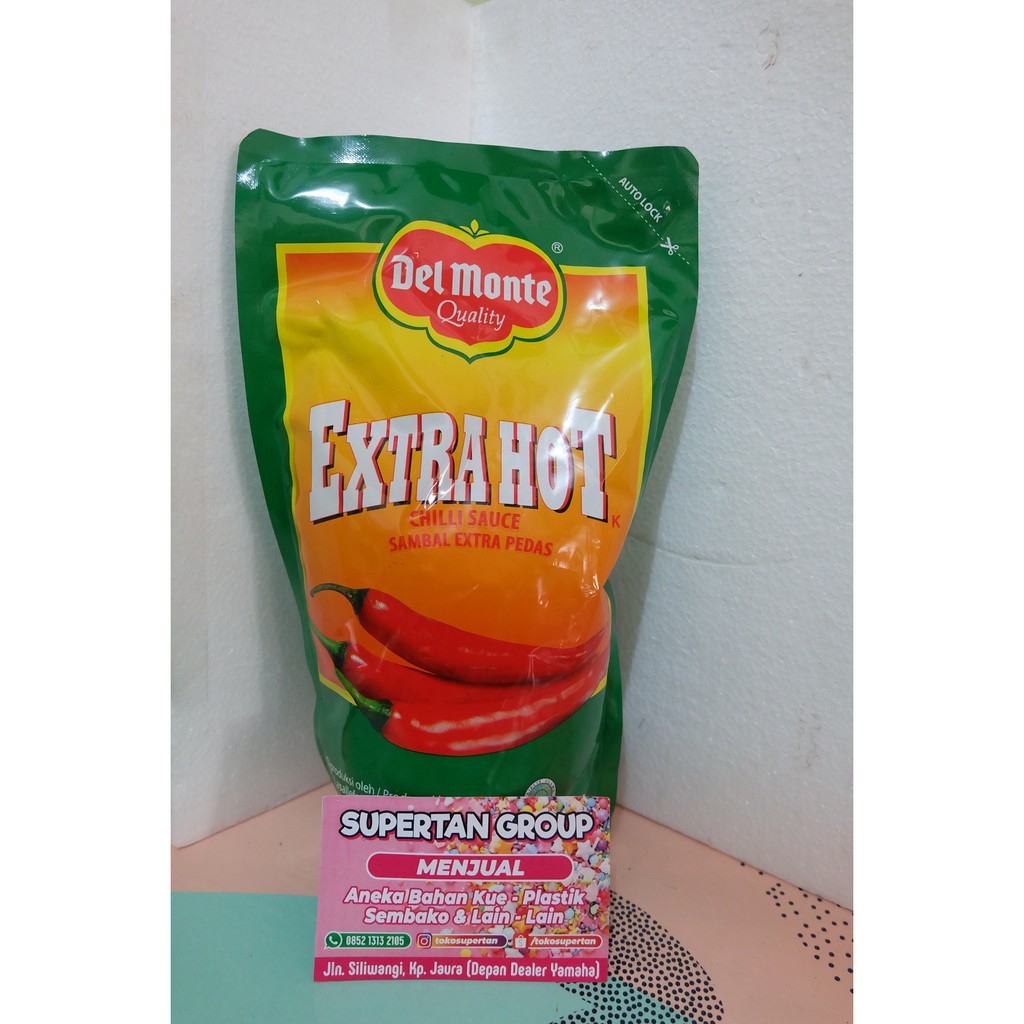 AUTO LOCK
®
Del Monte
Quality
EXTRA HOT
K
CHILLI SAUCE
SAMBAL EXTRA PEDAS
oleh /
SUPERTAN GROUP
MENJUAL
Aneka Bahan Kue - Plastik
Sembako & Lain - Lain
0852 1313 2105 tokosupertan /tokosupertan
Jln. Siliwangi, Kp. Jaura (Depan Dealer Yamaha)